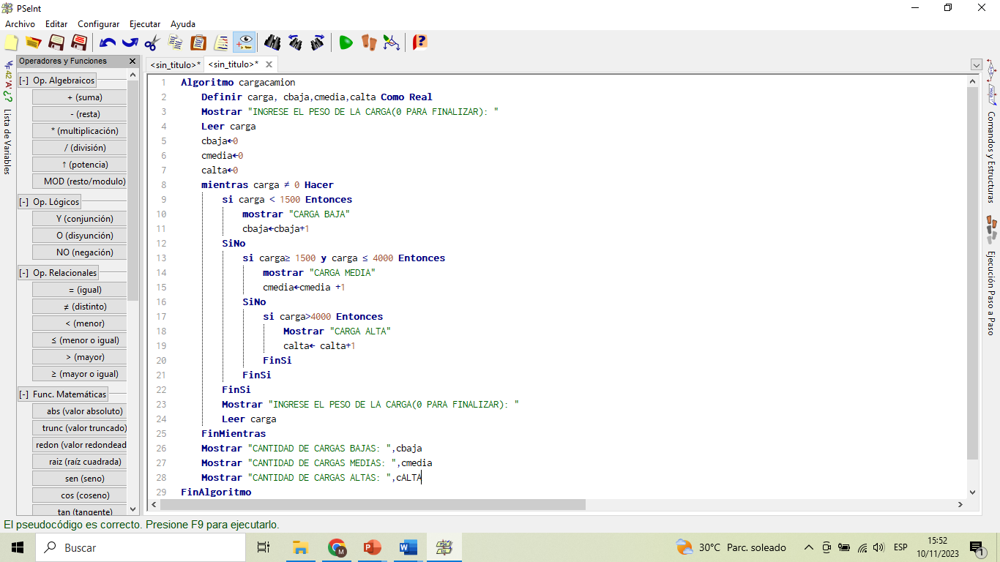 PSeInt
Archivo Editar Configurar Ejecutar Ayuda
Operadores y Funciones
<sin_titulo>* <sin_titulo>*
[-] Op. Algebraicos
+ (suma)
- (resta)
* (multiplicación)
/ (división)
↑ (potencia)
MOD (resto/modulo)
[-] Op. Lógicos
Y (conjunción)
O (disyunción)
NO (negación)
[-] Op. Relacionales
= (igual)
≠ (distinto)
< (menor)
≤ (menor o igual)
> (mayor)
≥ (mayor o igual)
[-] Func. Matemáticas
abs (valor absoluto)
trunc (valor truncado)
redon (valor redondead
raiz (raíz cuadrada)
sen (seno)
cos (coseno)
tan (tangente)
Lista de Variables
1 Algoritmo cargacamion
2 Definir carga, cbaja,cmedia,calta Como Real
3 Mostrar "INGRESE EL PESO DE LA CARGA(0 PARA FINALIZAR): "
4 Leer carga
5 cbaja←0
6 cmedia←0
7 calta←0
8 mientras carga ≠ 0 Hacer
9 si carga < 1500 Entonces
10 mostrar "CARGA BAJA"
11 cbaja←cbaja+1
12 SiNo
13 si carga≥ 1500 y carga ≤ 4000 Entonces
14 mostrar "CARGA MEDIA"
15 cmedia←cmedia +1
16 SiNo
17 si carga>4000 Entonces
18 Mostrar "CARGA ALTA"
19 calta← calta+1
20 FinSi
21 FinSi
22 FinSi
23 Mostrar "INGRESE EL PESO DE LA CARGA(0 PARA FINALIZAR): "
24 Leer carga
25 FinMientras
26 Mostrar "CANTIDAD DE CARGAS BAJAS: ",cbaja
27 Mostrar "CANTIDAD DE CARGAS MEDIAS: ",cmedia
28 Mostrar "CANTIDAD DE CARGAS ALTAS: ",cALTA
29 FinAlgoritmo
Comandos y Estructuras
Ejecución Paso a Paso
El pseudocódigo es correcto. Presione F9 para ejecutarlo.
Buscar
30°C Parc. soleado
ESP
15:52
10/11/2023
1